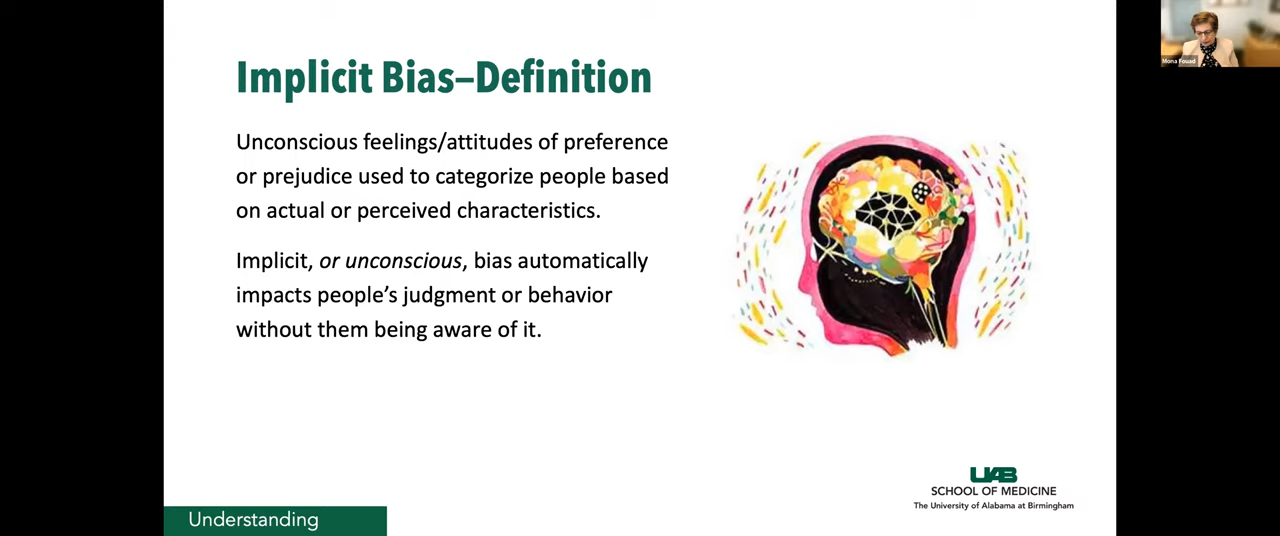 Implicit Bias–Definition
Unconscious feelings/attitudes of preference
or prejudice used to categorize people based
on actual or perceived characteristics.
Implicit, or unconscious, bias automatically
impacts people's judgment or behavior
without them being aware of it.
Mona Fouad
UAB
SCHOOL OF MEDICINE
The University of Alabama at Birmingham
Understanding